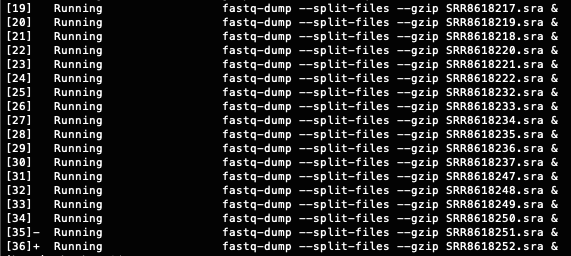 [19] Running fastq-dump --split-files --gzip SRR8618217.sra &
[20] Running fastq-dump --split-files --gzip SRR8618219.sra &
[21] Running fastq-dump --split-files --gzip SRR8618218.sra &
[22] Running fastq-dump --split-files --gzip SRR8618220.sra &
[23] Running fastq-dump --split-files --gzip SRR8618221.sra &
[24] Running fastq-dump --split-files --gzip SRR8618222.sra &
[25] Running fastq-dump --split-files --gzip SRR8618232.sra &
[26] Running fastq-dump --split-files --gzip SRR8618233.sra &
[27] Running fastq-dump --split-files --gzip SRR8618234.sra &
[28] Running fastq-dump --split-files --gzip SRR8618235.sra &
[29] Running fastq-dump --split-files --gzip SRR8618236.sra &
[30] Running fastq-dump --split-files --gzip SRR8618237.sra &
[31] Running fastq-dump --split-files --gzip SRR8618247.sra &
[32] Running fastq-dump --split-files --gzip SRR8618248.sra &
[33] Running fastq-dump --split-files --gzip SRR8618249.sra &
[34] Running fastq-dump --split-files --gzip SRR8618250.sra &
[35]- Running fastq-dump --split-files --gzip SRR8618251.sra &
[36]+ Running fastq-dump --split-files --gzip SRR8618252.sra &